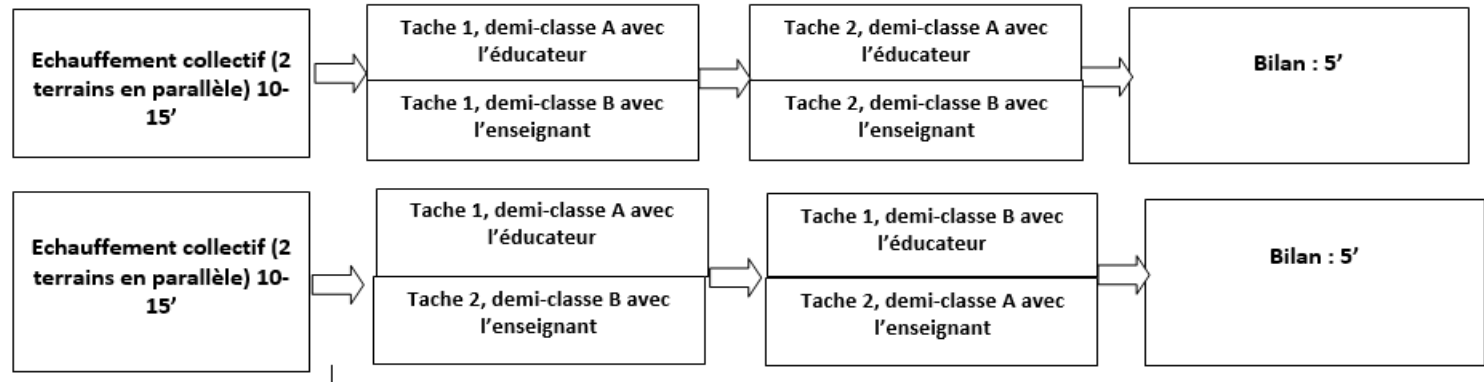 Echauffement collectif (2
terrains en parallèle) 10-
15’
Tache 1, demi-classe A avec
l’éducateur
Tache 1, demi-classe B avec
l’enseignant
Tache 2, demi-classe A avec
l’éducateur
Tache 2, demi-classe B avec
l’enseignant
Bilan : 5’
Echauffement collectif (2
terrains en parallèle) 10-
15’
Tache 1, demi-classe A avec
l’éducateur
Tache 2, demi-classe B avec
l’enseignant
Tache 1, demi-classe B avec
l’éducateur
Tache 2, demi-classe A avec
l’enseignant
Bilan : 5’